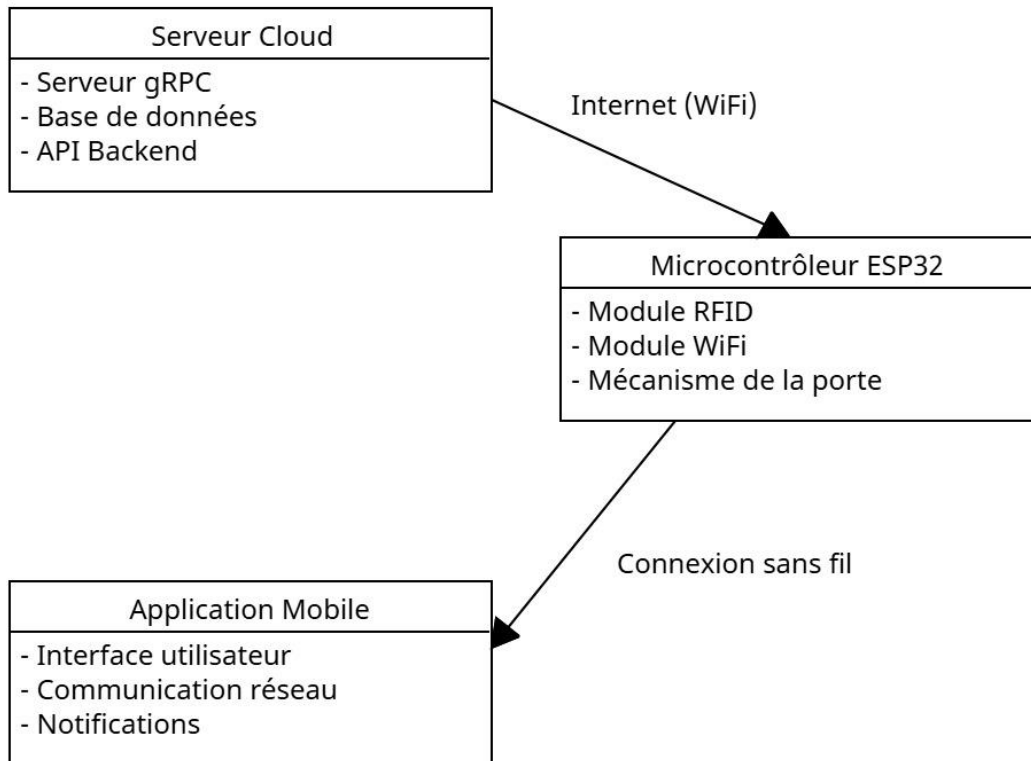 Serveur Cloud
- Serveur gRPC
- Base de données
- API Backend
Internet (WiFi)
Microcontrôleur ESP32
- Module RFID
- Module WiFi
- Mécanisme de la porte
Connexion sans fil
Application Mobile
- Interface utilisateur
- Communication réseau
- Notifications